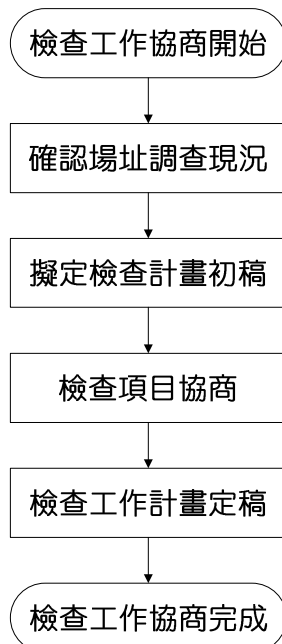 檢查工作協商開始
確認場址調查現況
擬定檢查計畫初稿
檢查項目協商
檢查工作計畫定稿
檢查工作協商完成